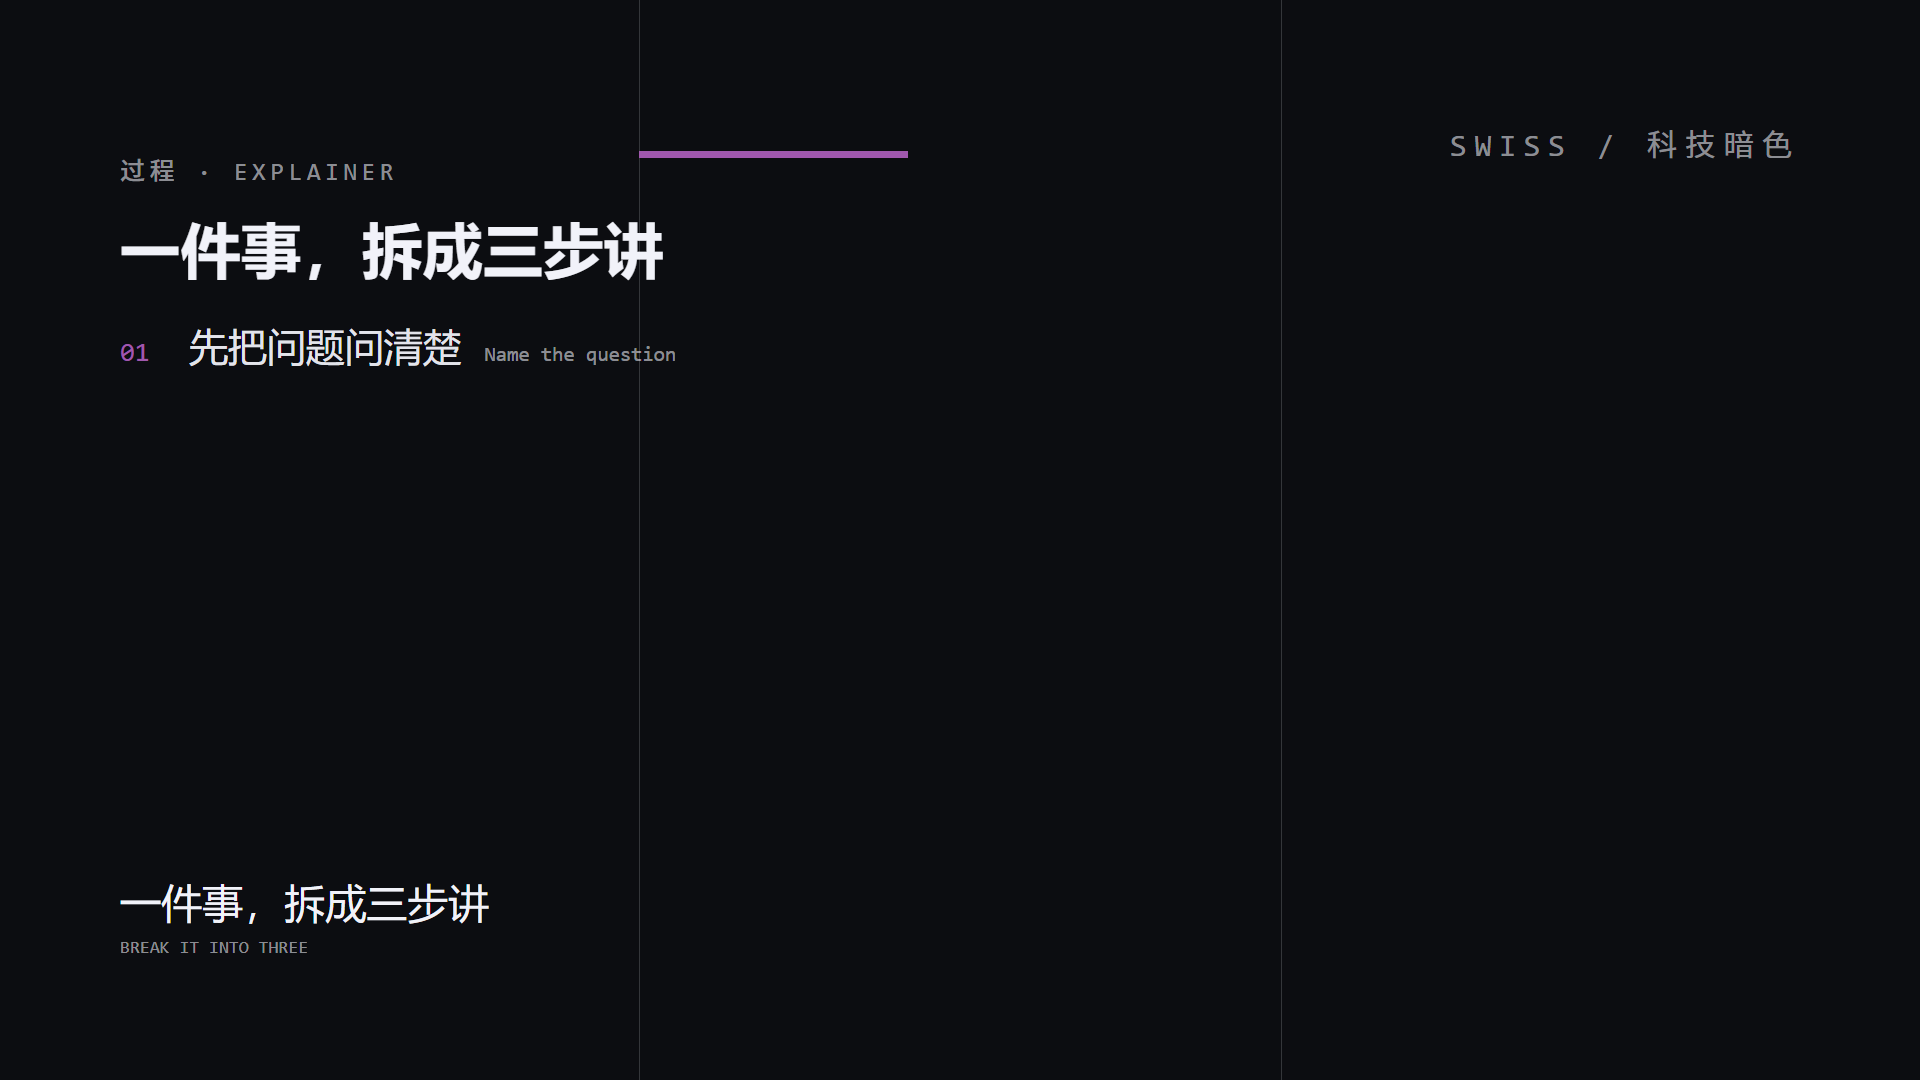 SWISS / 科技暗色
过程 · EXPLAINER
一件事，拆成三步讲
01 先把问题问清楚 Name the question
一件事，拆成三步讲
BREAK IT INTO THREE